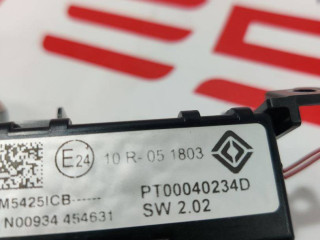 E24 10 R- 05 1803
M5425ICB------ PT00040234D
N00934 454631 SW 2.02